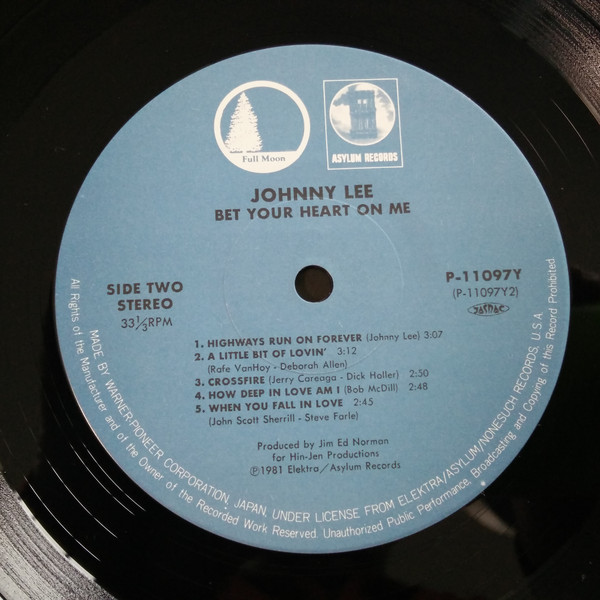 Full Moon
ASYLUM RECORDS
JOHNNY LEE
BET YOUR HEART ON ME
SIDE TWO
STEREO
33⅓RPM
P-11097Y
(P-11097Y2)
JASRAC
1. HIGHWAYS RUN ON FOREVER (Johnny Lee) 3:07
2. A LITTLE BIT OF LOVIN' 3:12
(Rafe VanHoy - Deborah Allen)
3. CROSSFIRE (Jerry Careaga - Dick Haller) 2:50
4. HOW DEEP IN LOVE AM I (Bob McDill) 2:48
5. WHEN YOU FALL IN LOVE 2:45
(John Scott Sherrill - Steve Earle)
Produced by Jim Ed Norman
for Hin-Jen Productions
Ⓟ1981 Elektra/Asylum Records
MADE BY WARNER-PIONEER CORPORATION, JAPAN, UNDER LICENSE FROM ELEKTRA/ASYLUM/NONESUCH RECORDS, U.S.A.
All Rights of the Manufacturer and of the Owner of the Recorded Work Reserved. Unauthorized Public Performance, Broadcasting and Copying of this Record Prohibited.